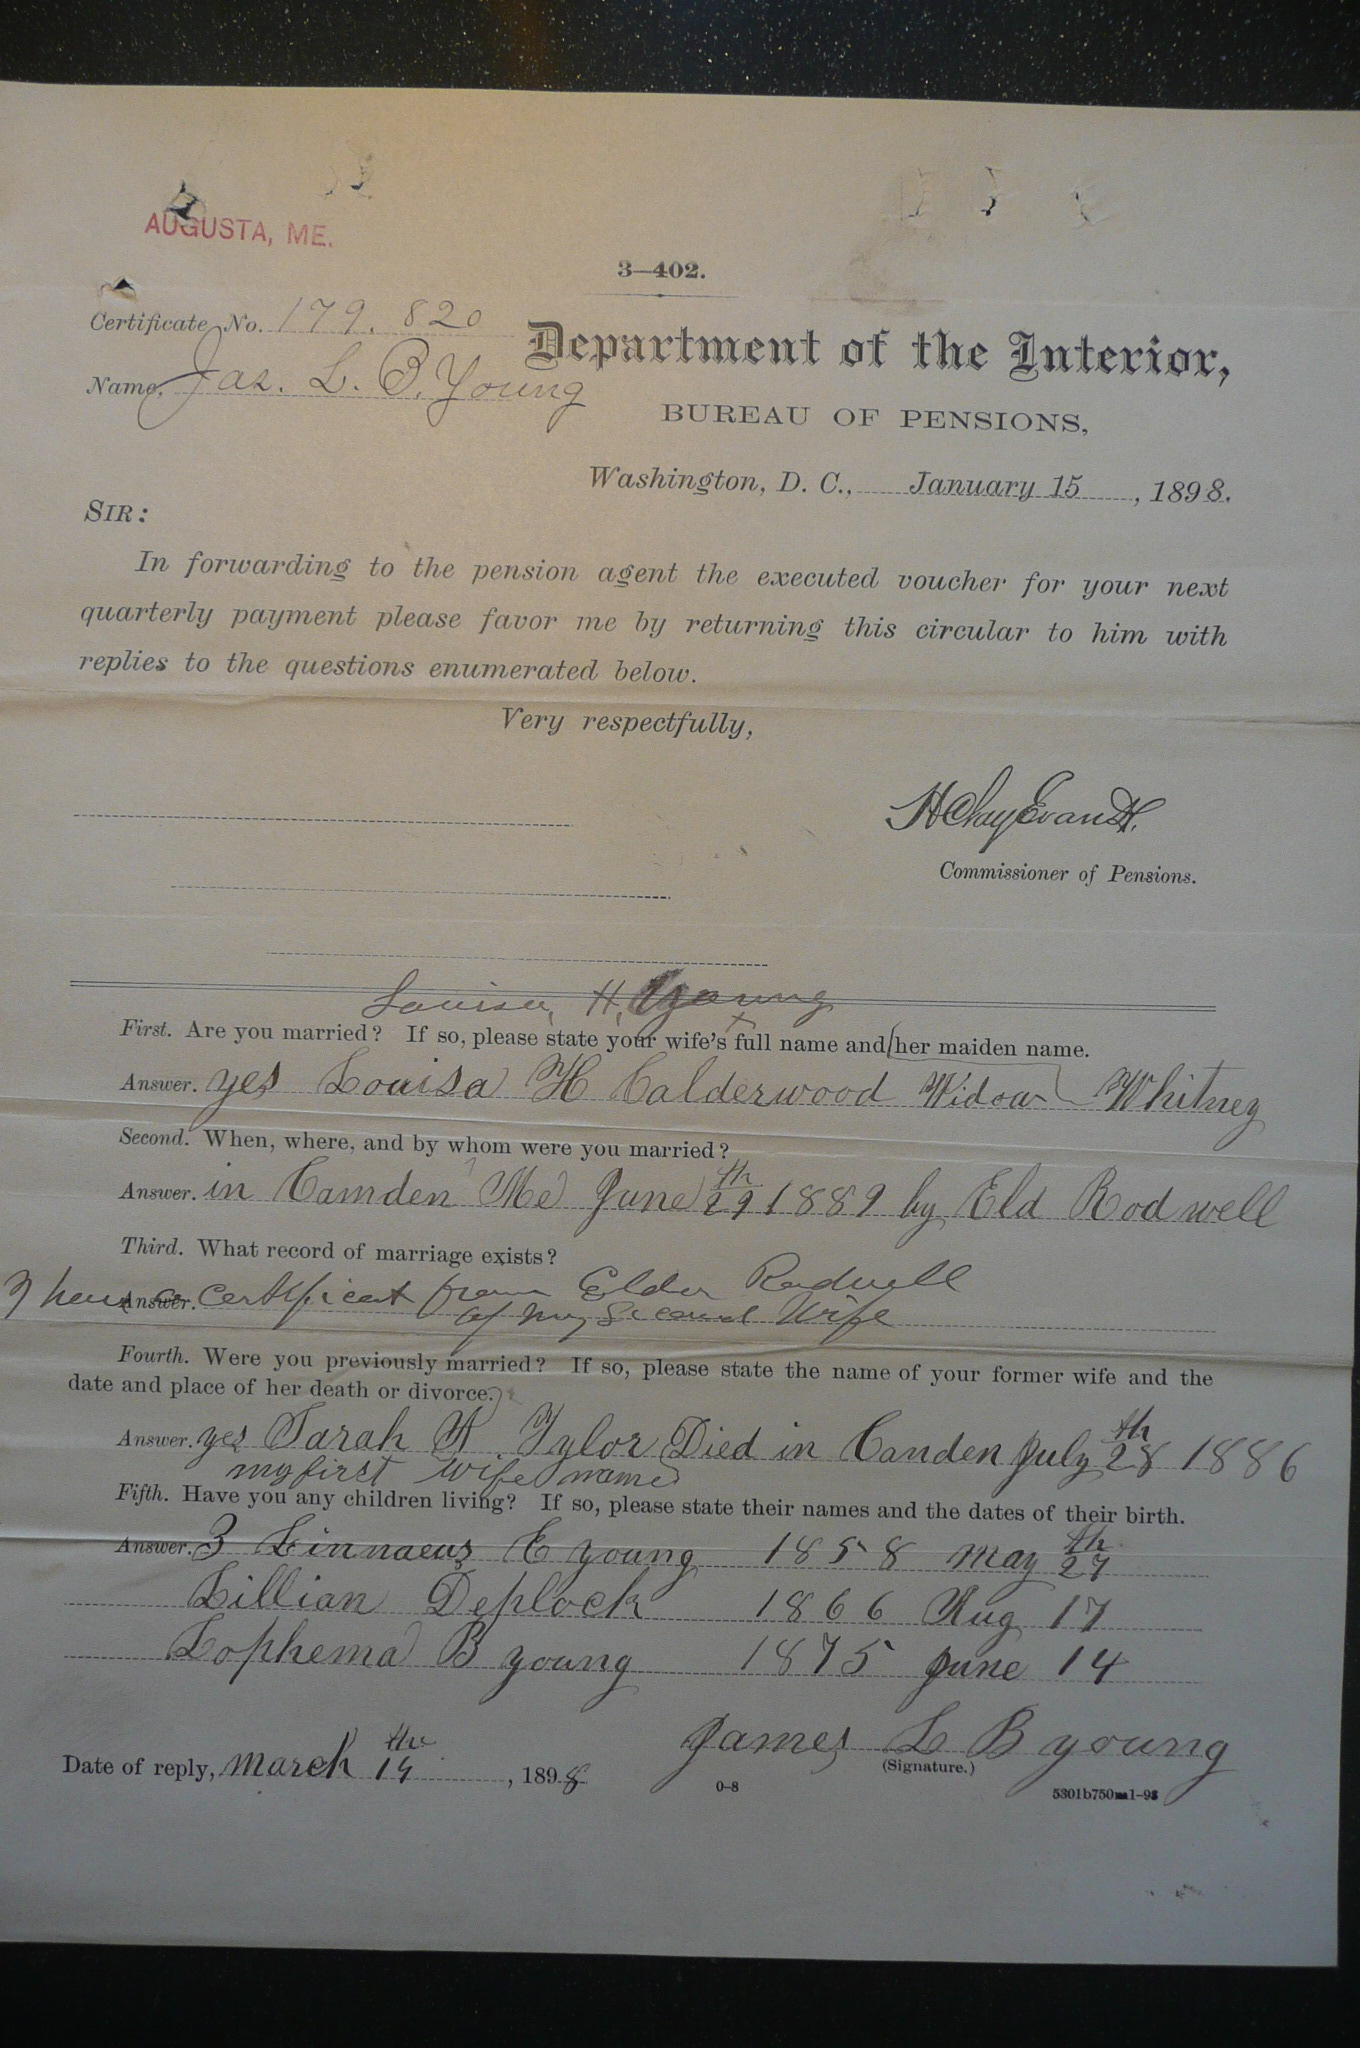 AUGUSTA, ME.
3—402.
Certificate No. 179.820
Name, Jas. L. B. Young
Department of the Interior,
BUREAU OF PENSIONS,
Washington, D. C., January 15, 1898.
SIR:
In forwarding to the pension agent the executed voucher for your next
quarterly payment please favor me by returning this circular to him with
replies to the questions enumerated below.
Very respectfully,
H Clay Evans
Commissioner of Pensions.
Louisa H. Young
First. Are you married? If so, please state your wife's full name and her maiden name.
Answer. yes Louisa H Calderwood Widow Whitney
Second. When, where, and by whom were you married?
Answer. in Camden Me June 29th 1889 by Eld Rodwell
Third. What record of marriage exists?
Answer. I have a certificat from Elder Rodwell
of my Second Wife
Fourth. Were you previously married? If so, please state the name of your former wife and the
date and place of her death or divorce.
Answer. yes Sarah A Tylor Died in Canden July 28th 1886
my first wife name
Fifth. Have you any children living? If so, please state their names and the dates of their birth.
Answer. 3 Linnaeus E young 1858 may 27th
Lillian Deplock 1866 Aug 17
Lophema B young 1875 June 14
Date of reply, march 14th, 1898
James L B young
(Signature.)
0–8
5301b750m1–98